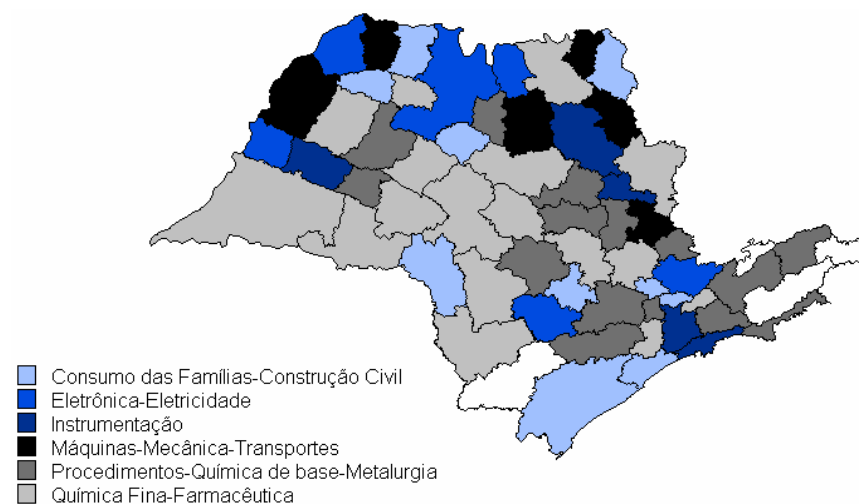 Consumo das Famílias-Construção Civil
Eletrônica-Eletricidade
Instrumentação
Máquinas-Mecânica-Transportes
Procedimentos-Química de base-Metalurgia
Química Fina-Farmacêutica